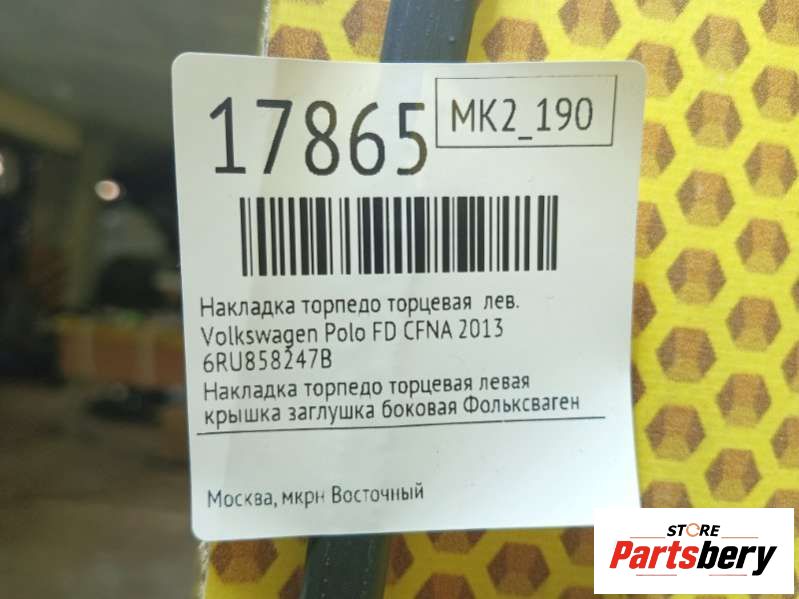 17865
MK2_190
Накладка торпедо торцевая лев.
Volkswagen Polo FD CFNA 2013
6RU858247B
Накладка торпедо торцевая левая
крышка заглушка боковая Фольксваген
Москва, мкрн Восточный
STORE
Partsbery